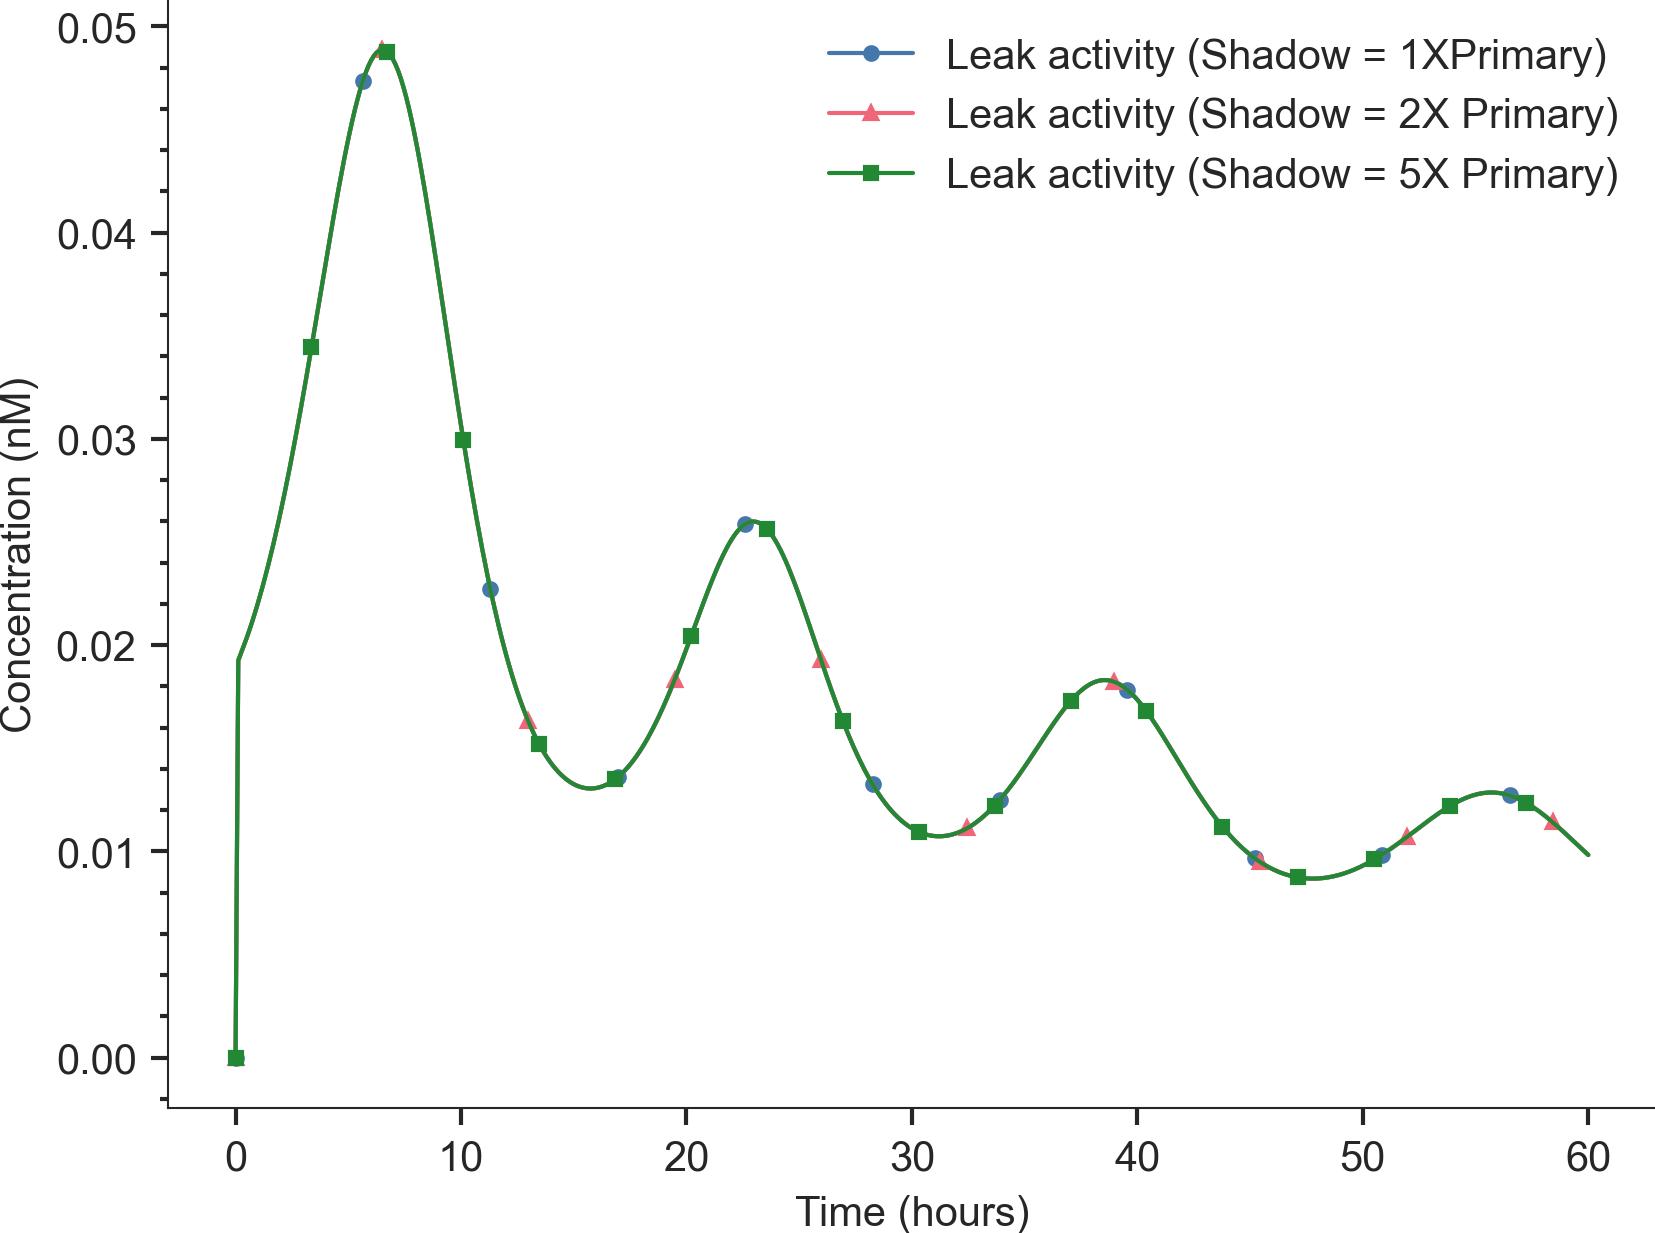 0.05
0.04
0.03
0.02
0.01
0.00
Concentration (nM)
Leak activity (Shadow = 1XPrimary)
Leak activity (Shadow = 2X Primary)
Leak activity (Shadow = 5X Primary)
0 10 20 30 40 50 60
Time (hours)